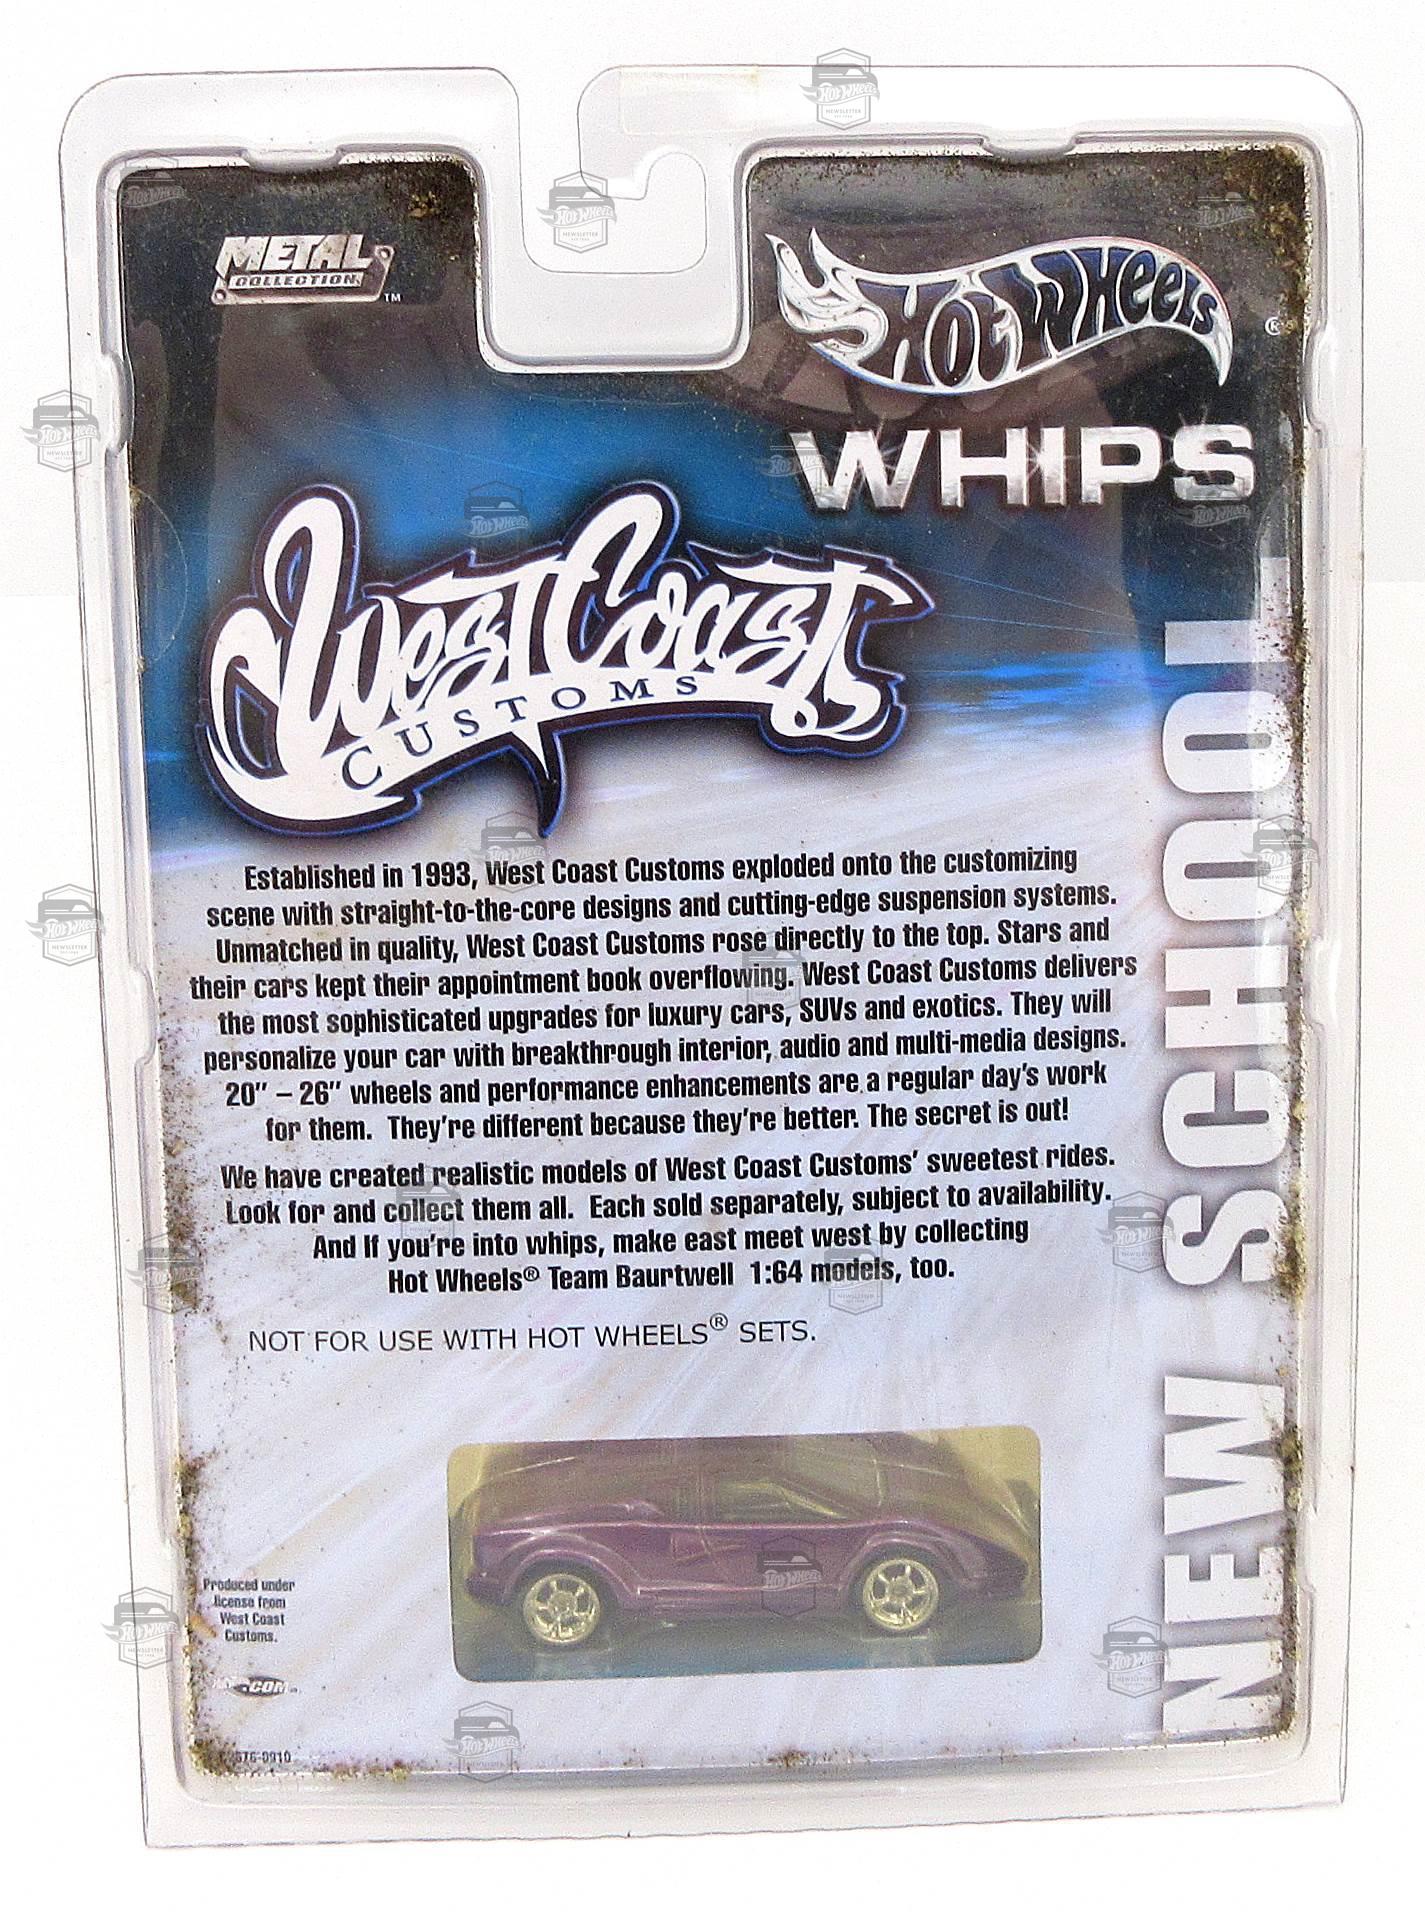 METAL
COLLECTION
TM
HOT WHEELS
®
WHIPS
West Coast
CUSTOMS
NEW SCHOOL
Established in 1993, West Coast Customs exploded onto the customizing
scene with straight-to-the-core designs and cutting-edge suspension systems.
Unmatched in quality, West Coast Customs rose directly to the top. Stars and
their cars kept their appointment book overflowing. West Coast Customs delivers
the most sophisticated upgrades for luxury cars, SUVs and exotics. They will
personalize your car with breakthrough interior, audio and multi-media designs.
20″ – 26″ wheels and performance enhancements are a regular day's work
for them. They're different because they're better. The secret is out!
We have created realistic models of West Coast Customs' sweetest rides.
Look for and collect them all. Each sold separately, subject to availability.
And If you're into whips, make east meet west by collecting
Hot Wheels® Team Baurtwell 1:64 models, too.
NOT FOR USE WITH HOT WHEELS® SETS.
Produced under
license from
West Coast
Customs.
.COM
-0910